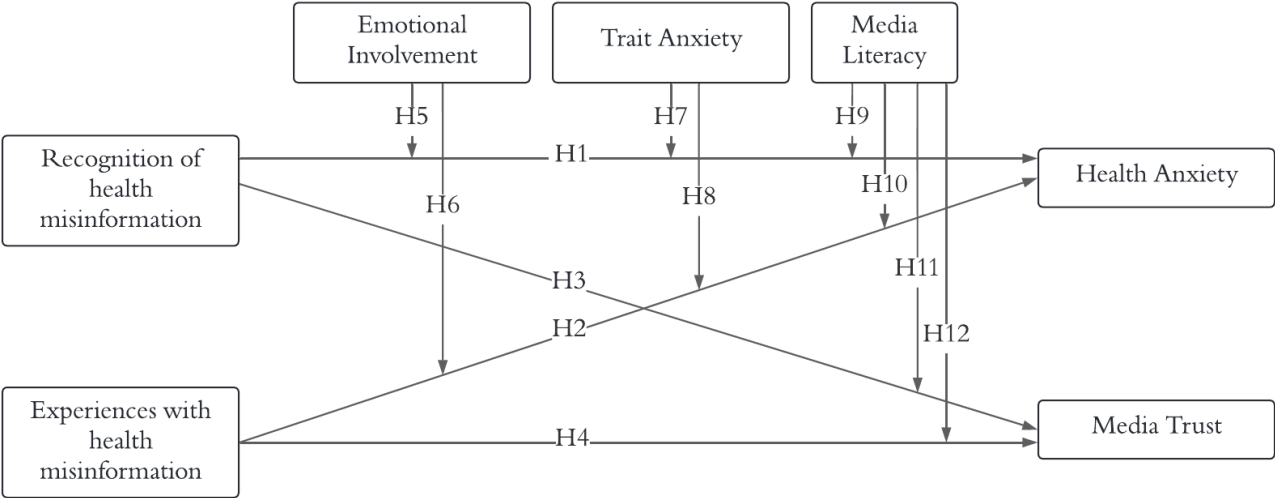 Emotional
Involvement
Trait Anxiety
Media
Literacy
H5
H7
H9
Recognition of
health
misinformation
H1
Health Anxiety
H10
H8
H6
H11
H3
H2
H12
Experiences with
health
misinformation
H4
Media Trust